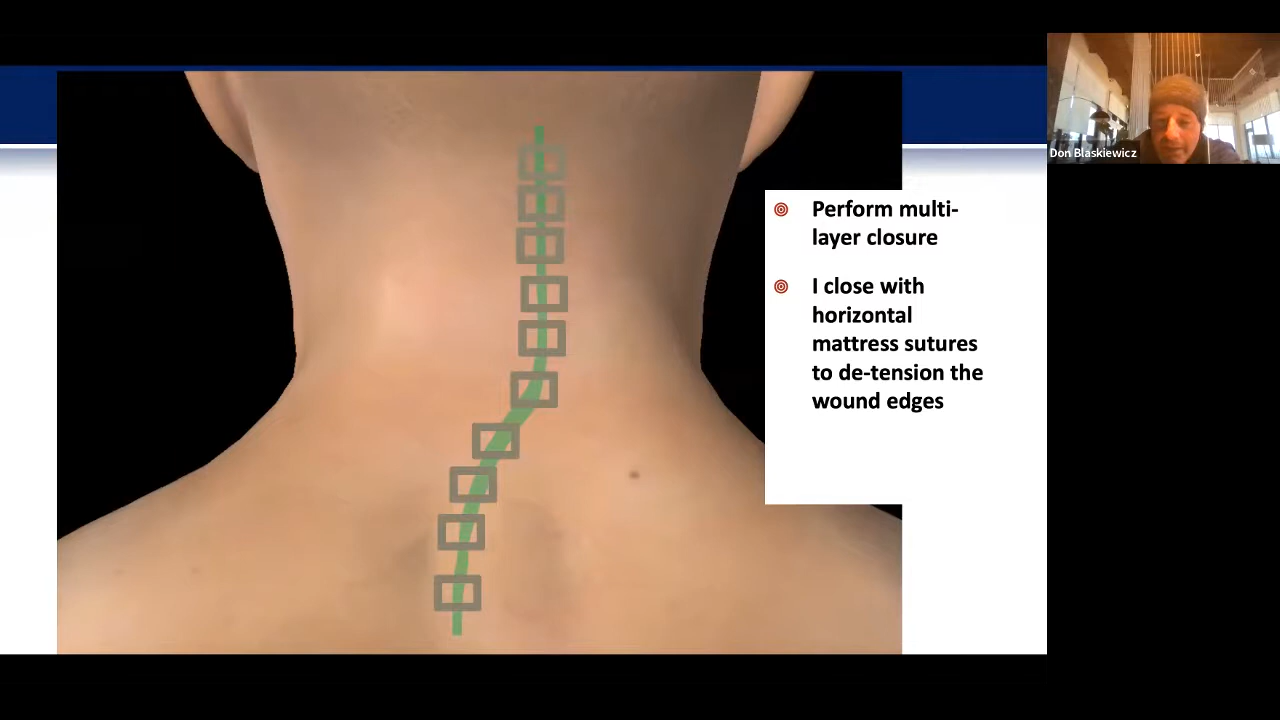 Perform multi-
layer closure
I close with
horizontal
mattress sutures
to de-tension the
wound edges
Don Blaskiewicz